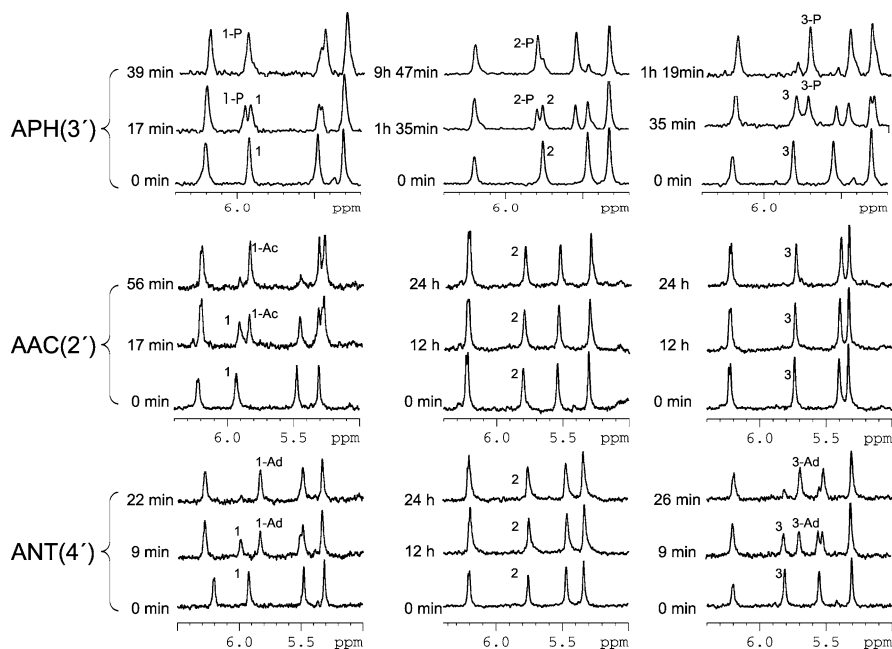 1-P
39 min
1-P 1
17 min
1
0 min
6.0 ppm
APH(3´)
2-P
9h 47min
2-P 2
1h 35min
2
0 min
6.0 ppm
3-P
1h 19min
3 3-P
35 min
3
0 min
6.0 ppm
1-Ac
56 min
1 1-Ac
17 min
1
0 min
6.0 5.5 ppm
AAC(2´)
2
24 h
2
12 h
2
0 min
6.0 5.5 ppm
3
24 h
3
12 h
3
0 min
6.0 5.5 ppm
1-Ad
22 min
1 1-Ad
9 min
1
0 min
6.0 5.5 ppm
ANT(4´)
2
24 h
2
12 h
2
0 min
6.0 5.5 ppm
3-Ad
26 min
3 3-Ad
9 min
3
0 min
6.0 5.5 ppm